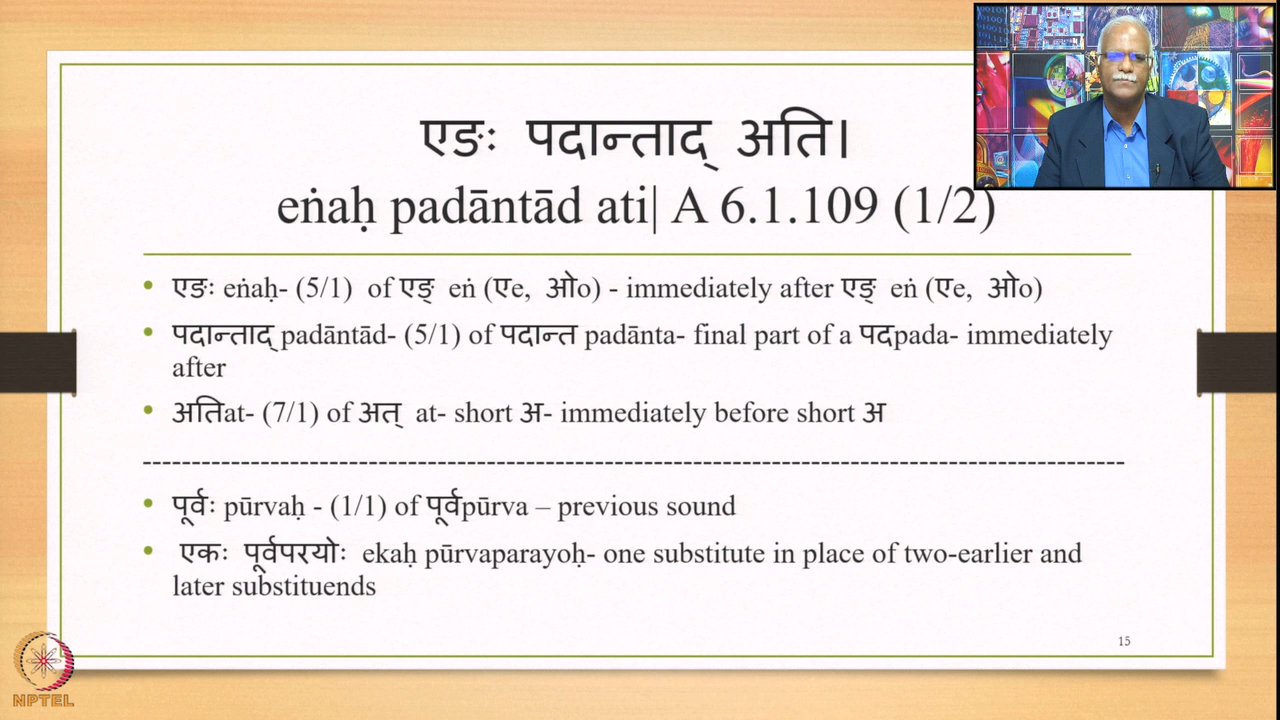 एङः पदान्ताद् अति।
eṅaḥ padāntād ati| A 6.1.109 (1/2)
• एङः eṅaḥ- (5/1) of एङ् eṅ (एe, ओo) - immediately after एङ् eṅ (एe, ओo)
• पदान्ताद् padāntād- (5/1) of पदान्त padānta- final part of a पदpada- immediately
after
• अतिat- (7/1) of अत् at- short अ- immediately before short अ
--------------------------------------------------------------------------------------------------
• पूर्वः pūrvaḥ - (1/1) of पूर्वpūrva – previous sound
• एकः पूर्वपरयोः ekaḥ pūrvaparayoḥ- one substitute in place of two-earlier and
later substituends
15
NPTEL